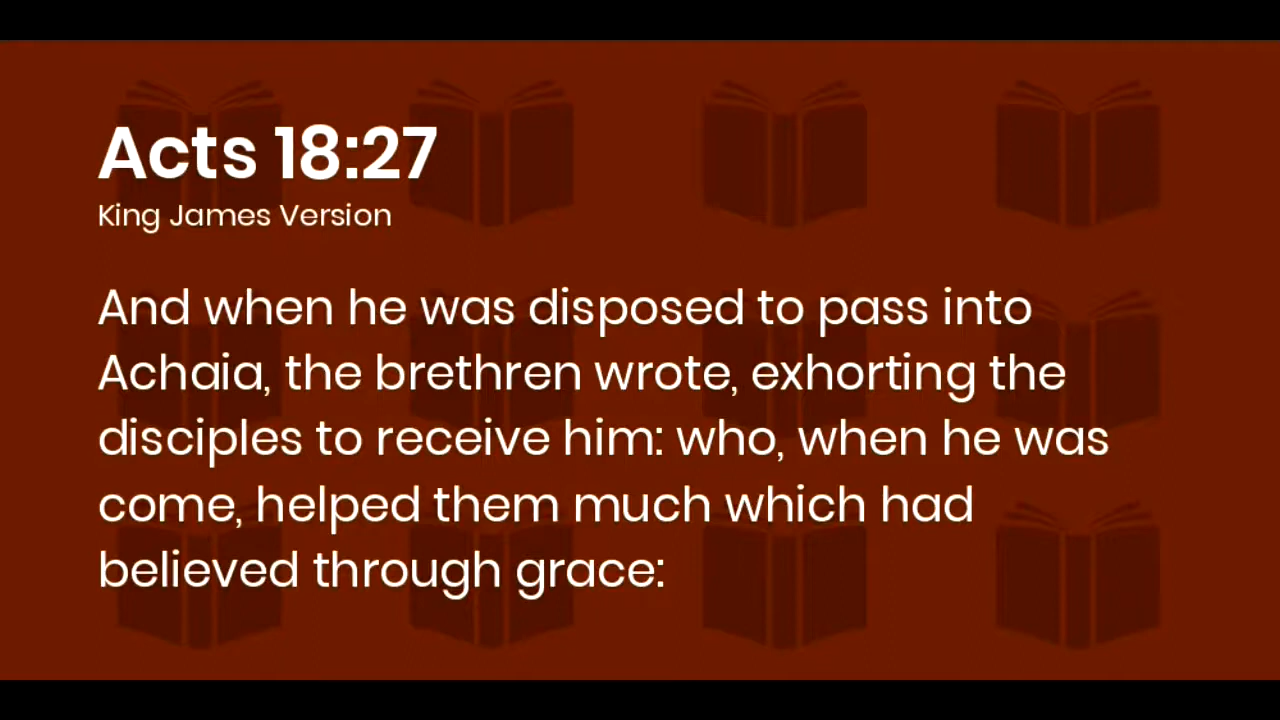 Acts 18:27
King James Version
And when he was disposed to pass into
Achaia, the brethren wrote, exhorting the
disciples to receive him: who, when he was
come, helped them much which had
believed through grace: